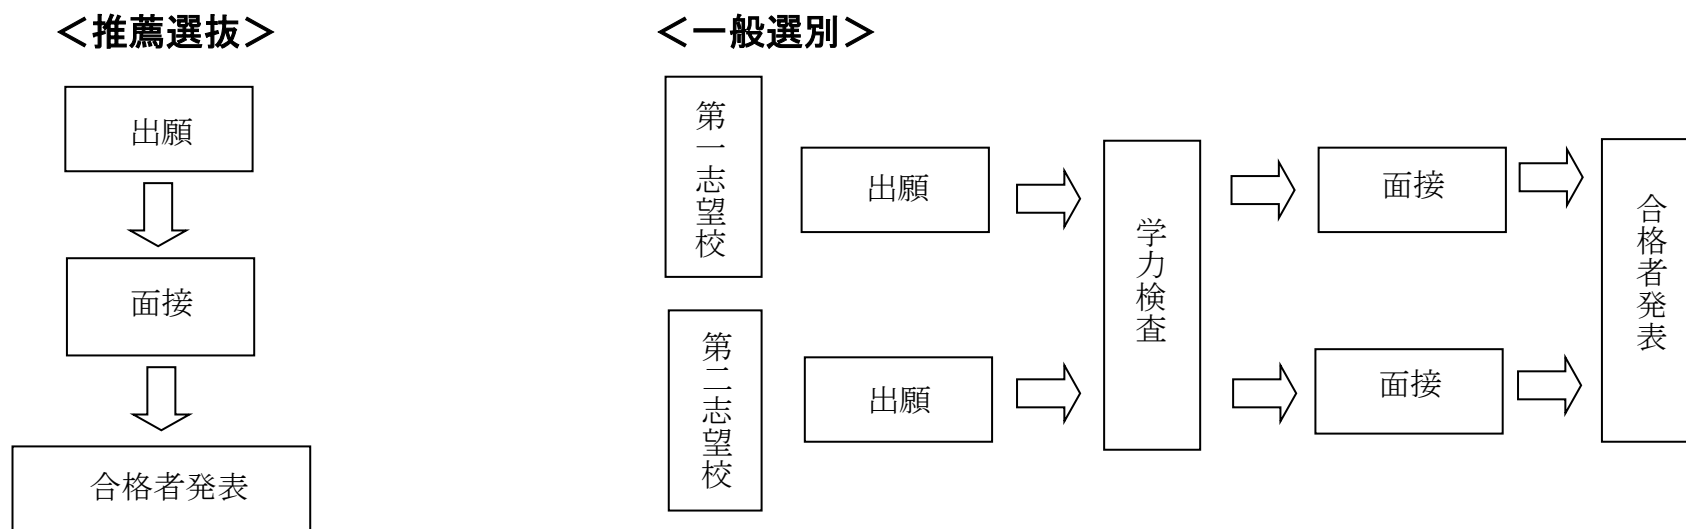 ＜推薦選抜＞
出願
面接
合格者発表
＜一般選別＞
第一志望校
出願
第二志望校
出願
学力検査
面接
面接
合格者発表